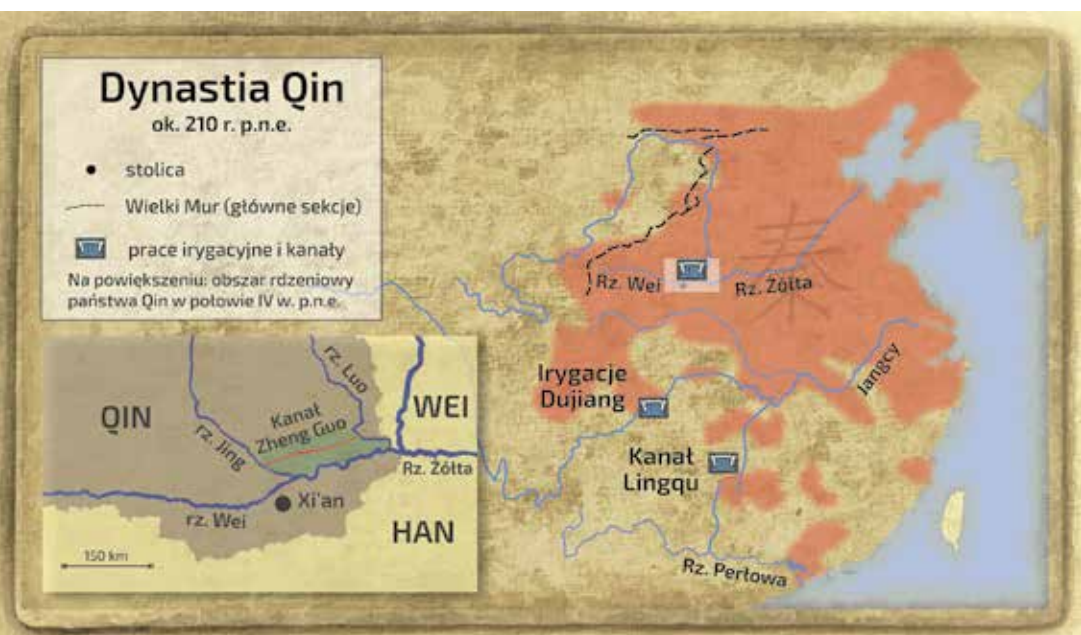 Dynastia Qin
ok. 210 r. p.n.e.
stolica
Wielki Mur (główne sekcje)
prace irygacyjne i kanały
Na powiększeniu: obszar rdzeniowy
państwa Qin w połowie IV w. p.n.e.
秦
Rz. Wei
Rz. Żółta
Irygacje
Dujiang
Jangcy
Kanał
Lingqu
Rz. Perłowa
QIN
rz. Luo
WEI
Kanał
Zheng Guo
rz. Jing
Rz. Żółta
Xi'an
rz. Wei
HAN
150 km